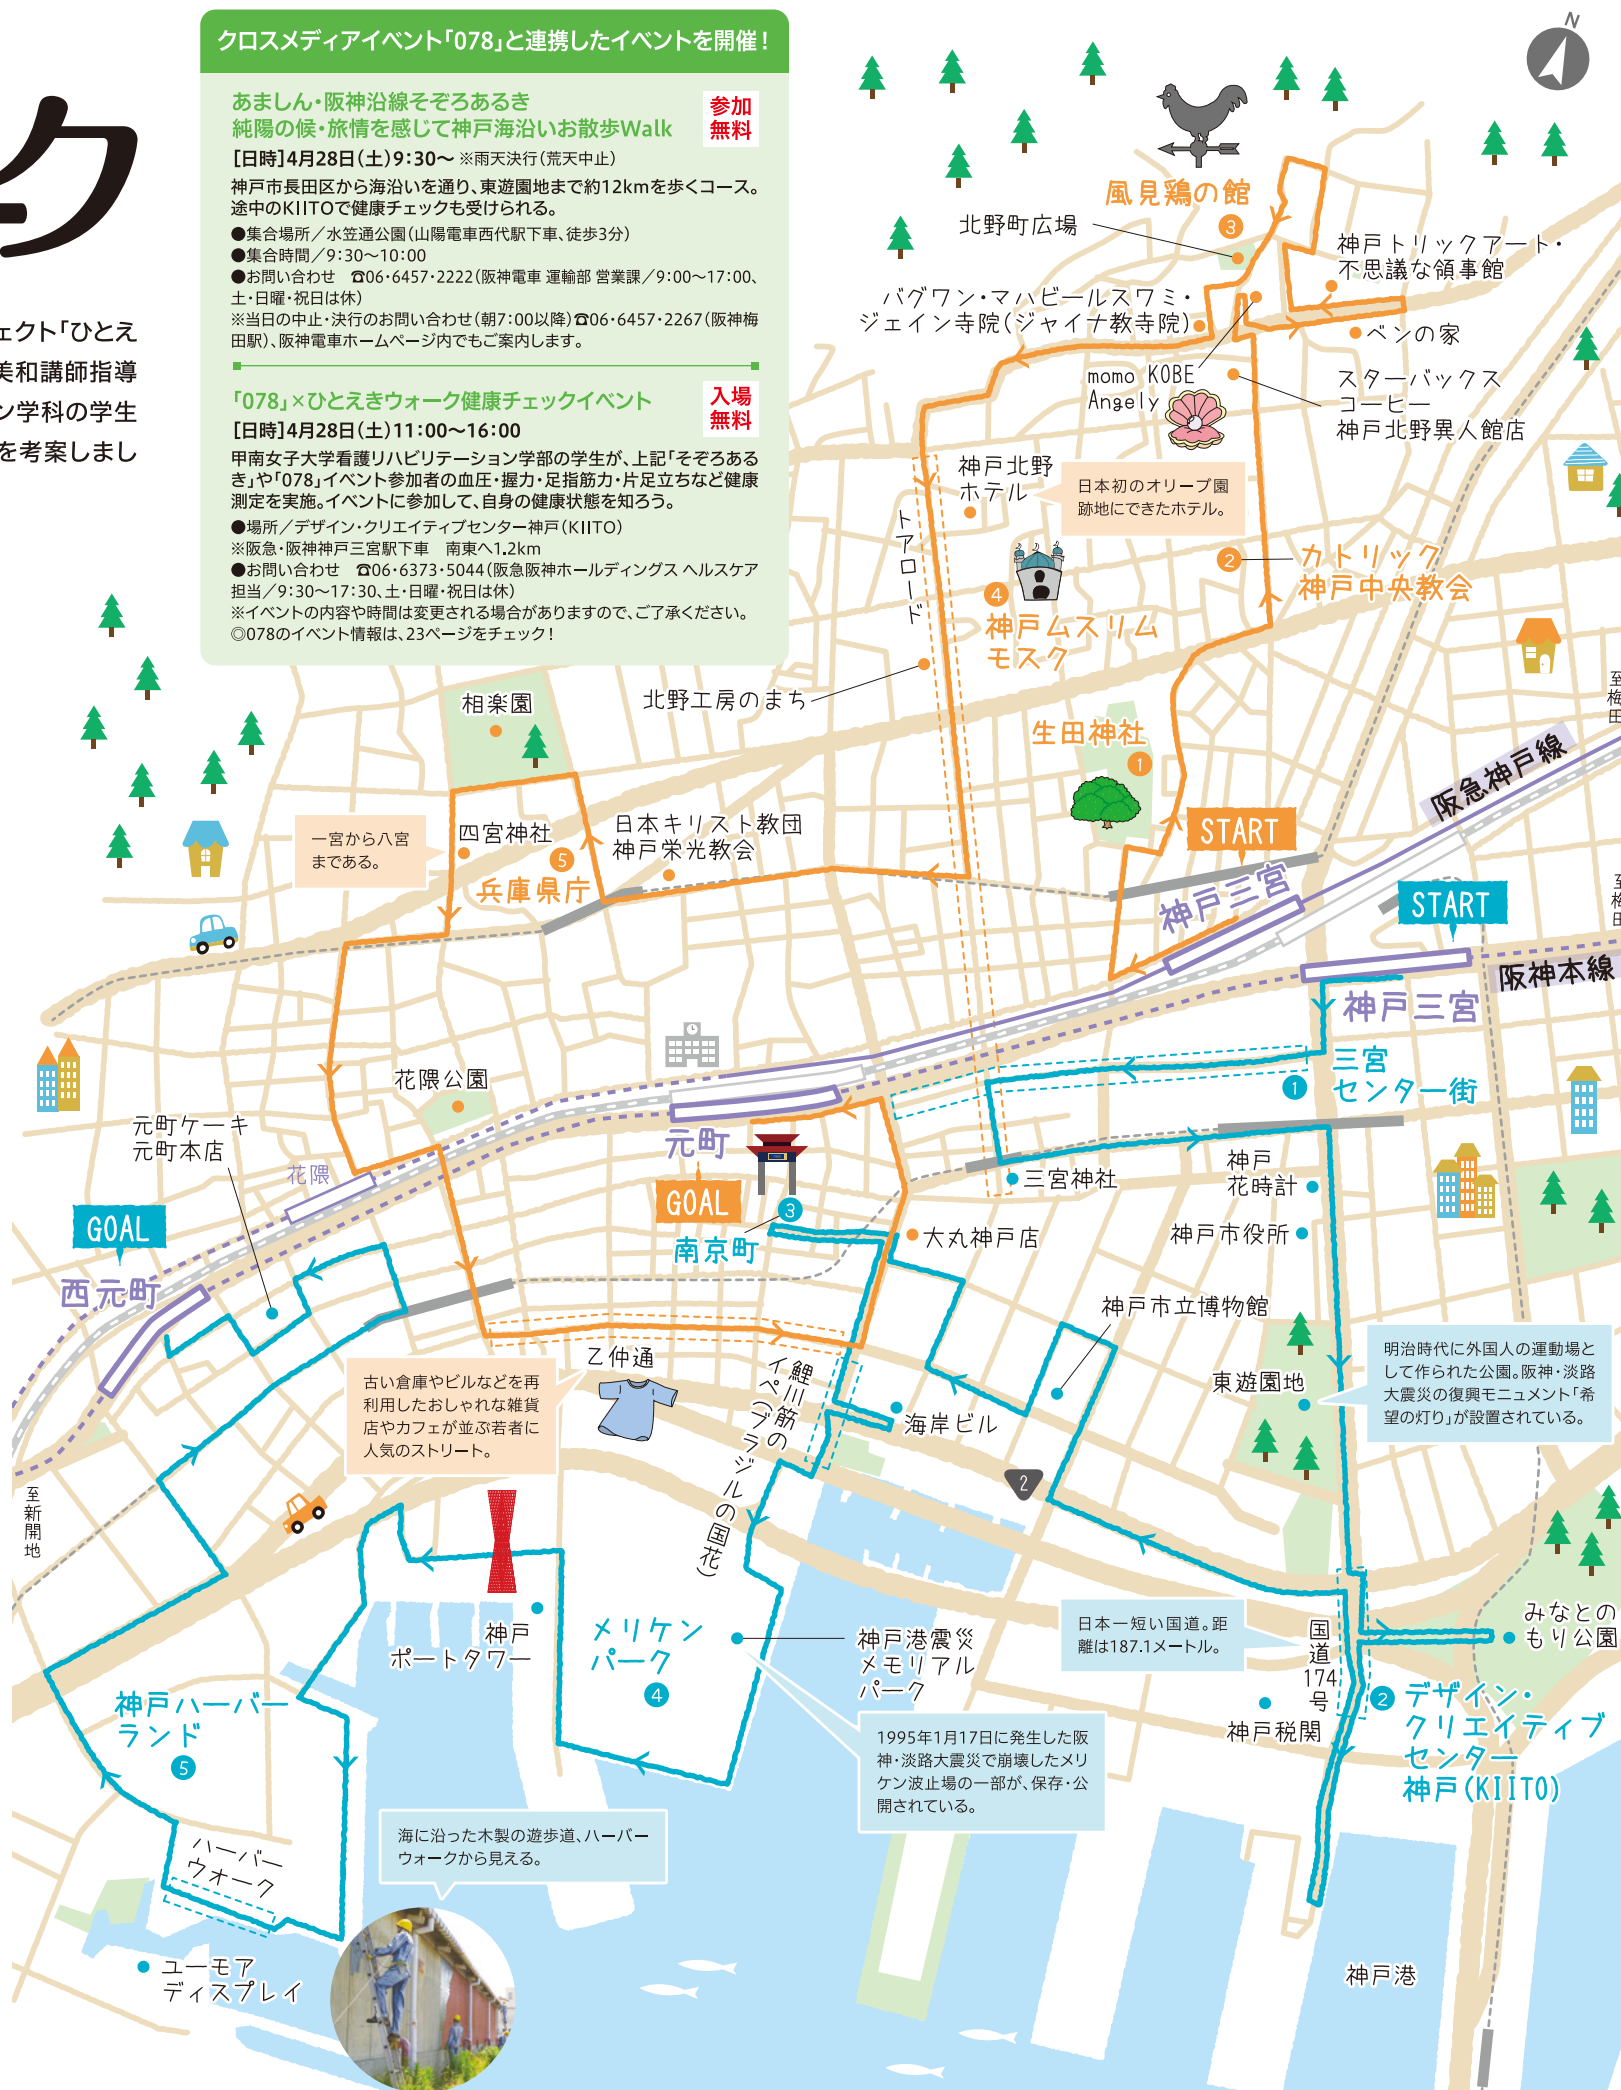 ク
ェクト「ひとえ
美和講師指導
ン学科の学生
を考案しまし
クロスメディアイベント「078」と連携したイベントを開催！
あましん・阪神沿線そぞろあるき
純陽の候・旅情を感じて神戸海沿いお散歩Walk
参加
無料
［日時］4月28日（土）9：30～ ※雨天決行（荒天中止）
神戸市長田区から海沿いを通り、東遊園地まで約12kmを歩くコース。
途中のKIITOで健康チェックも受けられる。
●集合場所／水笠通公園（山陽電車西代駅下車、徒歩3分）
●集合時間／9：30～10：00
●お問い合わせ　☎06・6457・2222（阪神電車 運輸部 営業課／9：00～17：00、
土・日曜・祝日は休）
※当日の中止・決行のお問い合わせ（朝7：00以降）☎06・6457・2267（阪神梅
田駅）、阪神電車ホームページ内でもご案内します。
「078」×ひとえきウォーク健康チェックイベント
入場
無料
［日時］4月28日（土）11：00～16：00
甲南女子大学看護リハビリテーション学部の学生が、上記「そぞろある
き」や「078」イベント参加者の血圧・握力・足指筋力・片足立ちなど健康
測定を実施。イベントに参加して、自身の健康状態を知ろう。
●場所／デザイン・クリエイティブセンター神戸（KIITO）
※阪急・阪神神戸三宮駅下車　南東へ1.2km
●お問い合わせ　☎06・6373・5044（阪急阪神ホールディングス ヘルスケア
担当／9：30～17：30、土・日曜・祝日は休）
※イベントの内容や時間は変更される場合がありますので、ご了承ください。
◎078のイベント情報は、23ページをチェック！
N
風見鶏の館
3
北野町広場
神戸トリックアート・
不思議な領事館
バグワン・マハビールスワミ・
ジェイン寺院（ジャイナ教寺院）
ベンの家
momo KOBE
Angely
スターバックス
コーヒー
神戸北野異人館店
神戸北野
ホテル
日本初のオリーブ園
跡地にできたホテル。
トアロード
2
カトリック
神戸中央教会
4
神戸ムスリム
モスク
北野工房のまち
相楽園
生田神社
1
至梅田
阪急神戸線
START
一宮から八宮
まである。
四宮神社
5
兵庫県庁
日本キリスト教団
神戸栄光教会
神戸三宮
START
至梅田
阪神本線
神戸三宮
三宮
センター街
1
花隈公園
元町ケーキ
元町本店
花隈
元町
GOAL
3
南京町
三宮神社
神戸
花時計
神戸市役所
大丸神戸店
GOAL
西元町
神戸市立博物館
乙仲通
古い倉庫やビルなどを再
利用したおしゃれな雑貨
店やカフェが並ぶ若者に
人気のストリート。
鯉川筋の
イペ（ブラジルの国花）
海岸ビル
東遊園地
明治時代に外国人の運動場と
して作られた公園。阪神・淡路
大震災の復興モニュメント「希
望の灯り」が設置されている。
2
至新開地
神戸
ポートタワー
メリケン
パーク
4
神戸港震災
メモリアル
パーク
日本一短い国道。距
離は187.1メートル。
国道174号
みなとの
もり公園
神戸税関
2
デザイン・
クリエイティブ
センター
神戸（KIITO）
1995年1月17日に発生した阪
神・淡路大震災で崩壊したメリ
ケン波止場の一部が、保存・公
開されている。
神戸ハーバー
ランド
5
ハーバー
ウォーク
海に沿った木製の遊歩道、ハーバー
ウォークから見える。
ユーモア
ディスプレイ
神戸港